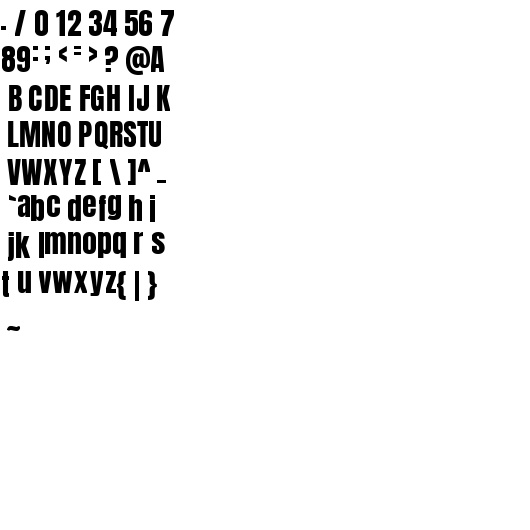 . / 0 12 34 56 7
89: ; < = > ? @A
B CDE FGH IJ K
LMNO PQRSTU
VWXYZ [ \ ]^ _
`abc defg h i
jk lmnopq r s
t u vwxyz{ | }
~